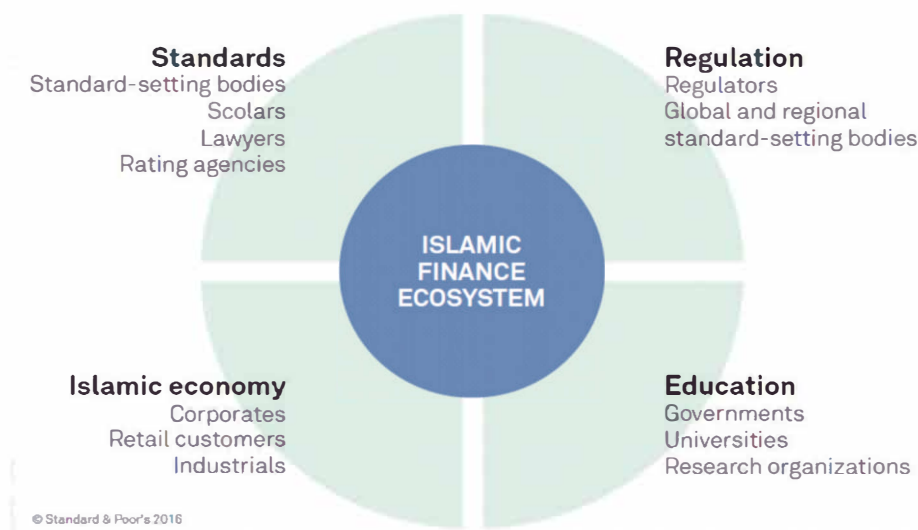 Standards
Standard-setting bodies
Scolars
Lawyers
Rating agencies
Regulation
Regulators
Global and regional
standard-setting bodies
ISLAMIC
FINANCE
ECOSYSTEM
Islamic economy
Corporates
Retail customers
Industrials
Education
Governments
Universities
Research organizations
© Standard & Poor's 2016